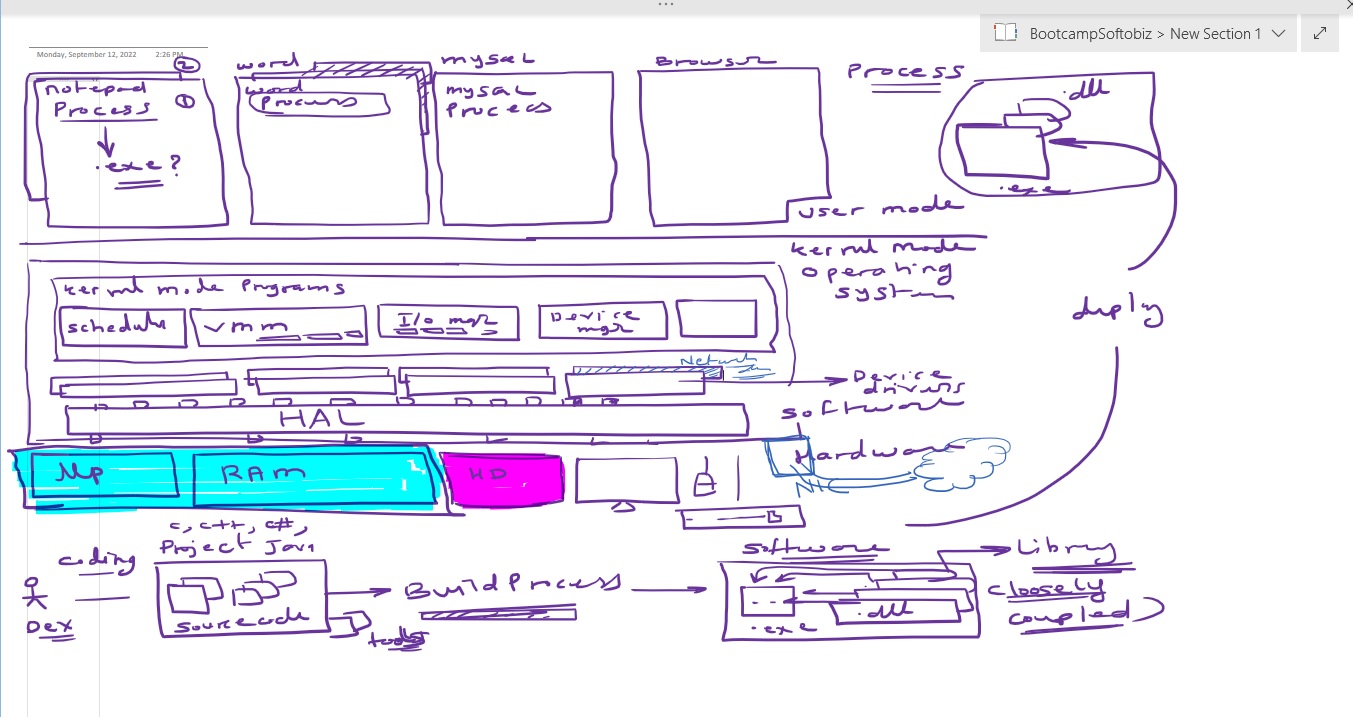 BootcampSoftobiz > New Section 1
Monday, September 12, 2022 2:26 PM
2
word
mysqL
Browser
Process
notepad
Process
1
.exe?
word
Process
mysqL
Process
.dll
.exe
user mode
kernel mode
operating
system
kernel mode Programs
scheduler
vmm
I/o mgr
Device
mgr
deploy
Network
Device
drivers
software
HAL
Hardware
Mp
RAM
HD
NIC
c, c++, c#,
Project Java
coding
source code
Dev
tools
Build Process
software
.exe
.dll
Library
closely
coupled